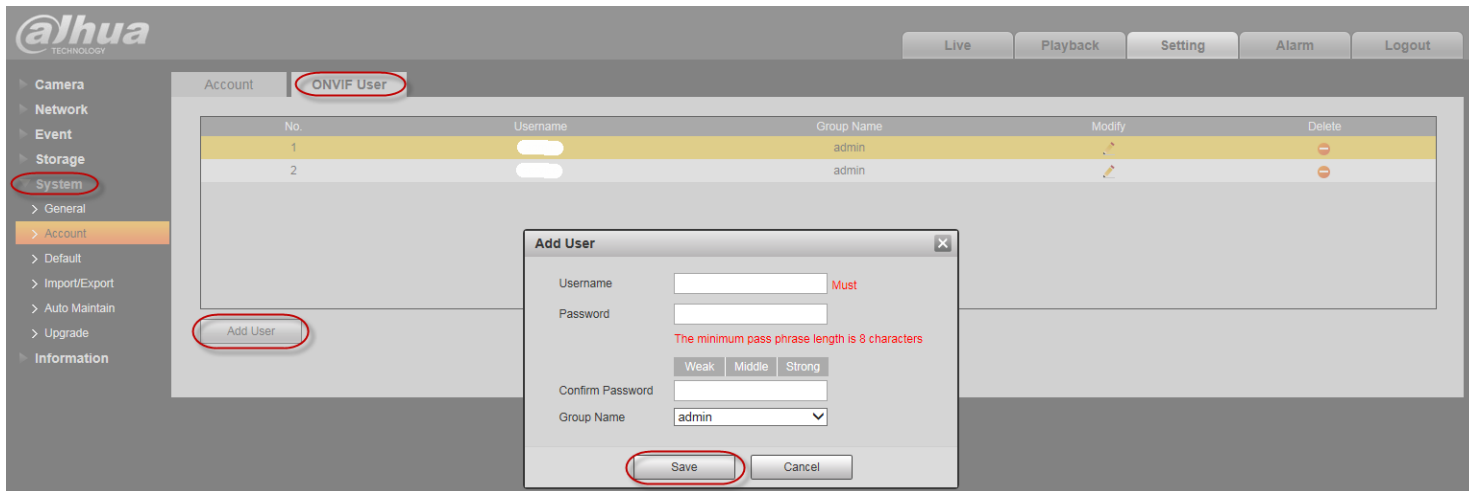 alhua
TECHNOLOGY
Live Playback Setting Alarm Logout
Camera
Network
Event
Storage
System
> General
> Account
> Default
> Import/Export
> Auto Maintain
> Upgrade
Information
Account ONVIF User
No. Username Group Name Modify Delete
1 admin
2 admin
Add User
Add User
Username Must
Password
The minimum pass phrase length is 8 characters
Weak Middle Strong
Confirm Password
Group Name admin
Save Cancel